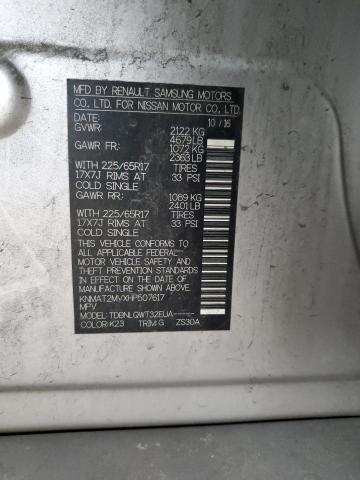 MFD BY RENAULT SAMSUNG MOTORS
CO. LTD. FOR NISSAN MOTOR CO., LTD.
DATE: 10 / 16
GVWR: 2122 KG
4679 LB
GAWR FR: 1072 KG
2363 LB
WITH 225/65R17 TIRES
17X7J RIMS AT 33 PSI
COLD SINGLE
GAWR RR: 1089 KG
2401 LB
WITH 225/65R17 TIRES
17X7J RIMS AT 33 PSI
COLD SINGLE
THIS VEHICLE CONFORMS TO
ALL APPLICABLE FEDERAL
MOTOR VEHICLE SAFETY
STANDARDS IN EFFECT ON THE
DATE OF MANUFACTURE
SHOWN ABOVE.
KNMAT2MVXHP507617
MPV
MODEL: TDBNLQWT32EUA------
COLOR: K23 TRIM: G ZS30A